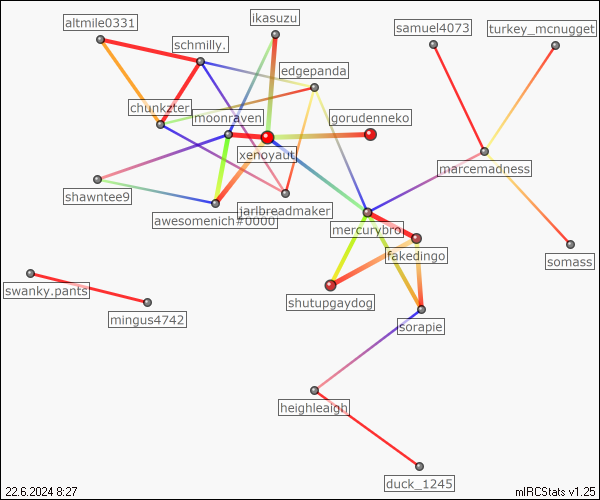 altmile0331
ikasuzu
samuel4073
turkey_mcnugget
schmilly.
edgepanda
chunkzter
moonraven
gorudenneko
xenoyaut
marcemadness
shawntee9
jarlbreadmaker
awesomenich#0000
mercurybro
fakedingo
somass
swanky.pants
shutupgaydog
mingus4742
sorapie
heighleaigh
duck_1245
22.6.2024 8:27
mIRCStats v1.25